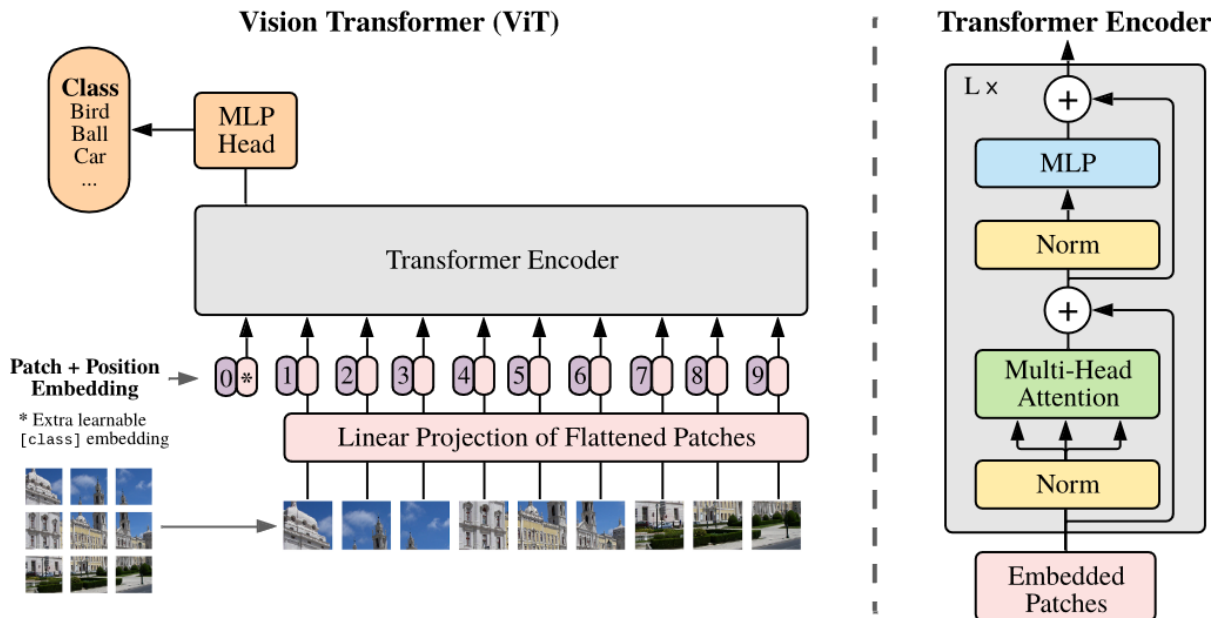 Vision Transformer (ViT)
Class
Bird
Ball
Car
...
MLP
Head
Transformer Encoder
Patch + Position
Embedding
* Extra learnable
[class] embedding
0 * 1 2 3 4 5 6 7 8 9
Linear Projection of Flattened Patches
Transformer Encoder
L ×
+
MLP
Norm
+
Multi-Head
Attention
Norm
Embedded
Patches